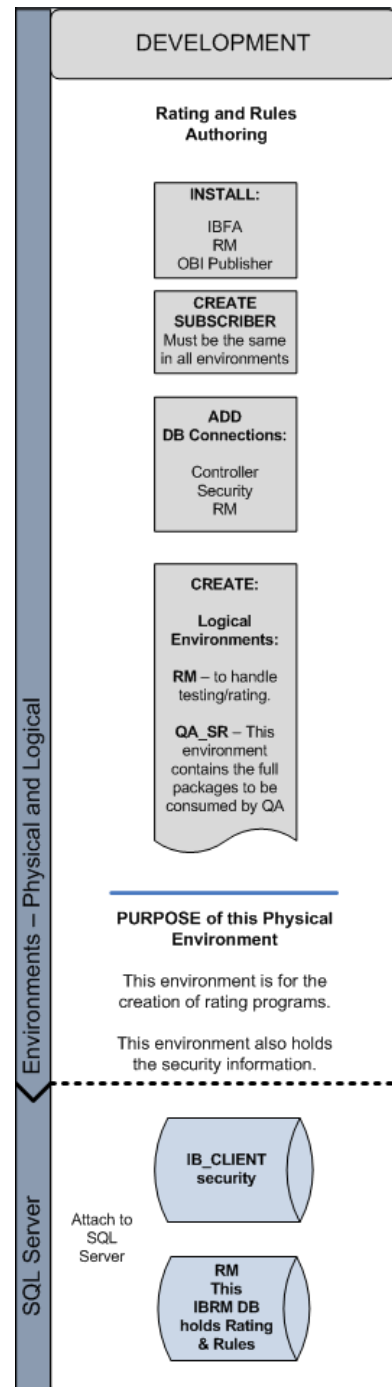 DEVELOPMENT
Rating and Rules
Authoring
INSTALL:
IBFA
RM
OBI Publisher
CREATE
SUBSCRIBER
Must be the same
in all environments
ADD
DB Connections:
Controller
Security
RM
CREATE:
Logical
Environments:
RM – to handle
testing/rating.
QA_SR – This
environment
contains the full
packages to be
consumed by QA
PURPOSE of this Physical
Environment
This environment is for the
creation of rating programs.
This environment also holds
the security information.
Environments – Physical and Logical
IB_CLIENT
security
Attach to
SQL
Server
RM
This
IBRM DB
holds Rating
& Rules
SQL Server